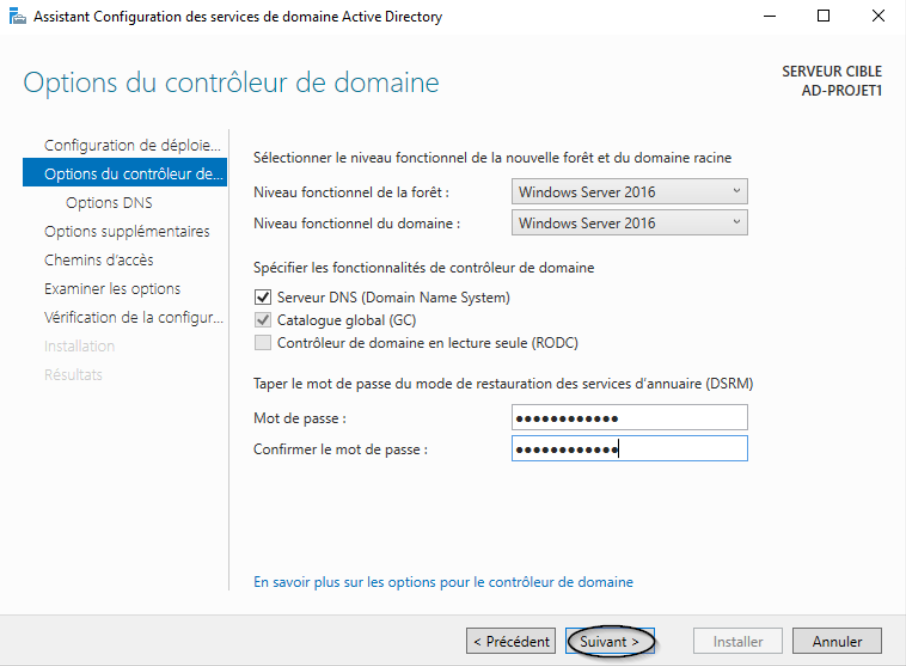 Assistant Configuration des services de domaine Active Directory
Options du contrôleur de domaine
SERVEUR CIBLE
AD-PROJET1
Configuration de déploie...
Options du contrôleur de...
Options DNS
Options supplémentaires
Chemins d'accès
Examiner les options
Vérification de la configur...
Installation
Résultats
Sélectionner le niveau fonctionnel de la nouvelle forêt et du domaine racine
Niveau fonctionnel de la forêt : Windows Server 2016
Niveau fonctionnel du domaine : Windows Server 2016
Spécifier les fonctionnalités de contrôleur de domaine
Serveur DNS (Domain Name System)
Catalogue global (GC)
Contrôleur de domaine en lecture seule (RODC)
Taper le mot de passe du mode de restauration des services d'annuaire (DSRM)
Mot de passe : ●●●●●●●●●●●●
Confirmer le mot de passe : ●●●●●●●●●●●●
En savoir plus sur les options pour le contrôleur de domaine
< Précédent Suivant > Installer Annuler